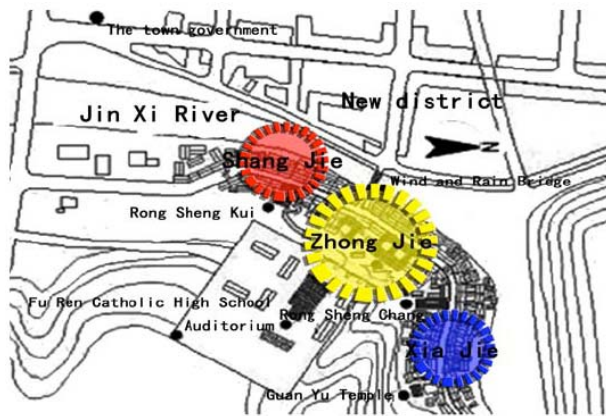 The town government
Jin Xi River
New district
Shang Jie
N
Wind and Rain Bridge
Rong Sheng Kui
Zhong Jie
Fu Ren Catholic High School
Rong Sheng Chang
Auditorium
Xia Jie
Guan Yu Temple